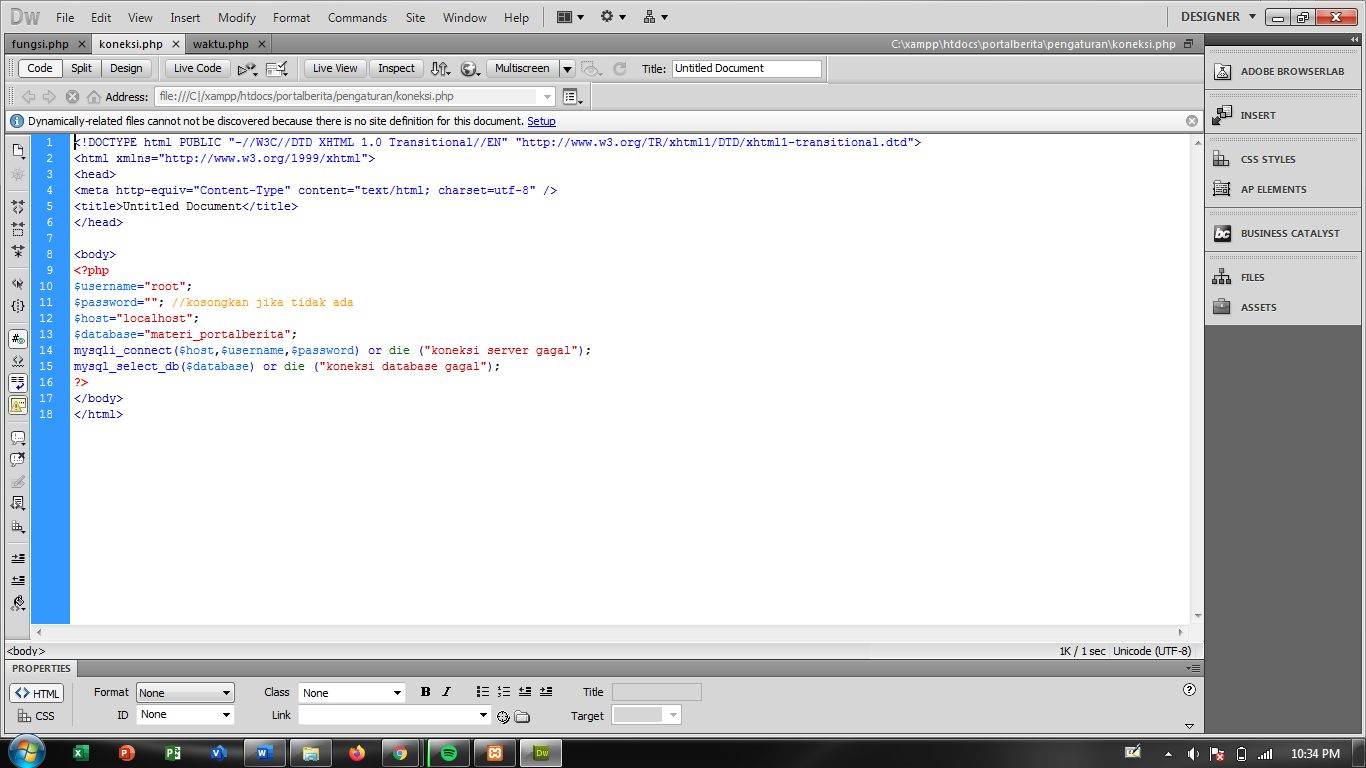 Dw File Edit View Insert Modify Format Commands Site Window Help DESIGNER
fungsi.php koneksi.php waktu.php C:\xampp\htdocs\portalberita\pengaturan\koneksi.php
Code Split Design Live Code Live View Inspect Multiscreen Title: Untitled Document
Address: file:///C|/xampp/htdocs/portalberita/pengaturan/koneksi.php
Dynamically-related files cannot be discovered because there is no site definition for this document. Setup
1 <!DOCTYPE html PUBLIC "-//W3C//DTD XHTML 1.0 Transitional//EN" "http://www.w3.org/TR/xhtml1/DTD/xhtml1-transitional.dtd">
2 <html xmlns="http://www.w3.org/1999/xhtml">
3 <head>
4 <meta http-equiv="Content-Type" content="text/html; charset=utf-8" />
5 <title>Untitled Document</title>
6 </head>
7
8 <body>
9 <?php
10 $username="root";
11 $password=""; //kosongkan jika tidak ada
12 $host="localhost";
13 $database="materi_portalberita";
14 mysqli_connect($host,$username,$password) or die ("koneksi server gagal");
15 mysql_select_db($database) or die ("koneksi database gagal");
16 ?>
17 </body>
18 </html>
ADOBE BROWSERLAB
INSERT
CSS STYLES
AP ELEMENTS
bc BUSINESS CATALYST
FILES
ASSETS
<body> 1K / 1 sec Unicode (UTF-8)
PROPERTIES
<> HTML Format None Class None B I Title
CSS ID None Link Target
Dw
10:34 PM